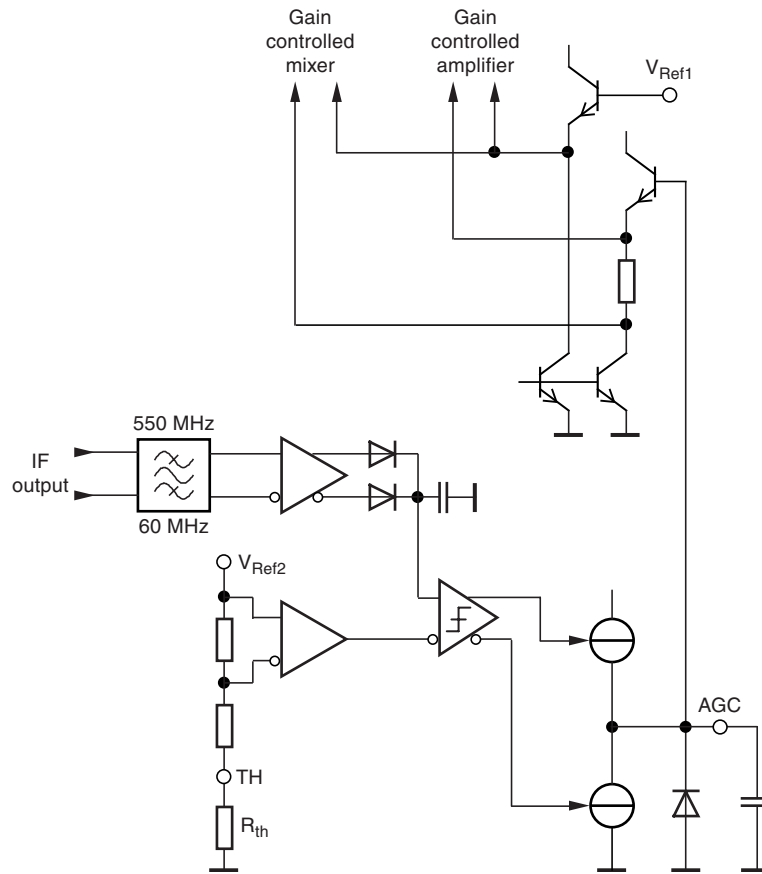 Gain
controlled
mixer
Gain
controlled
amplifier
VRef1
550 MHz
IF
output
60 MHz
VRef2
AGC
TH
Rth